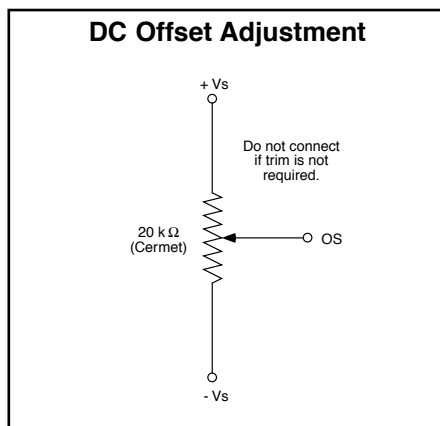 DC Offset Adjustment
+ Vs
Do not connect
if trim is not
required.
20 k Ω
(Cermet)
OS
- Vs